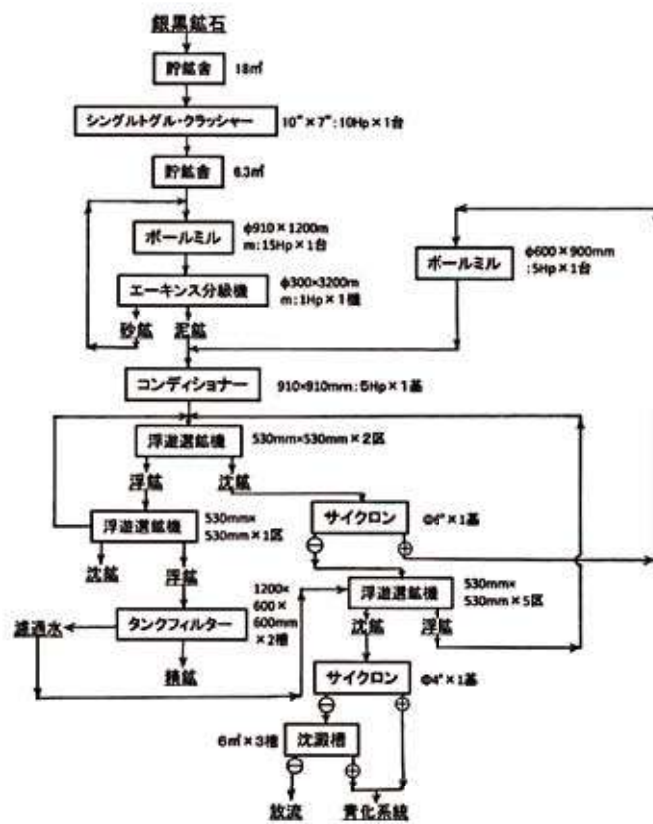 銀黒鉱石
貯鉱舎 18㎥
シングルトグル・クラッシャー 10"×7":10Hp×1台
貯鉱舎 6.3㎥
ボールミル φ910×1200m
m:15Hp×1台
ボールミル φ600×900mm
:5Hp×1台
エーキンス分級機 φ300×3200m
m:1Hp×1機
砂鉱 泥鉱
コンディショナー 910×910mm:5Hp×1基
浮遊選鉱機 530mm×530mm×2区
浮鉱 沈鉱
浮遊選鉱機 530mm×
530mm×1区
サイクロン Φ6"×1基
⊖ ⊕
沈鉱 浮鉱
浮遊選鉱機 530mm×
530mm×5区
沈鉱 浮鉱
タンクフィルター 1200×
600×
600mm
×2槽
濾過水
精鉱
サイクロン Φ4"×1基
⊖ ⊕
沈澱槽 6㎥×3槽
⊖ ⊕
放流 青化系統